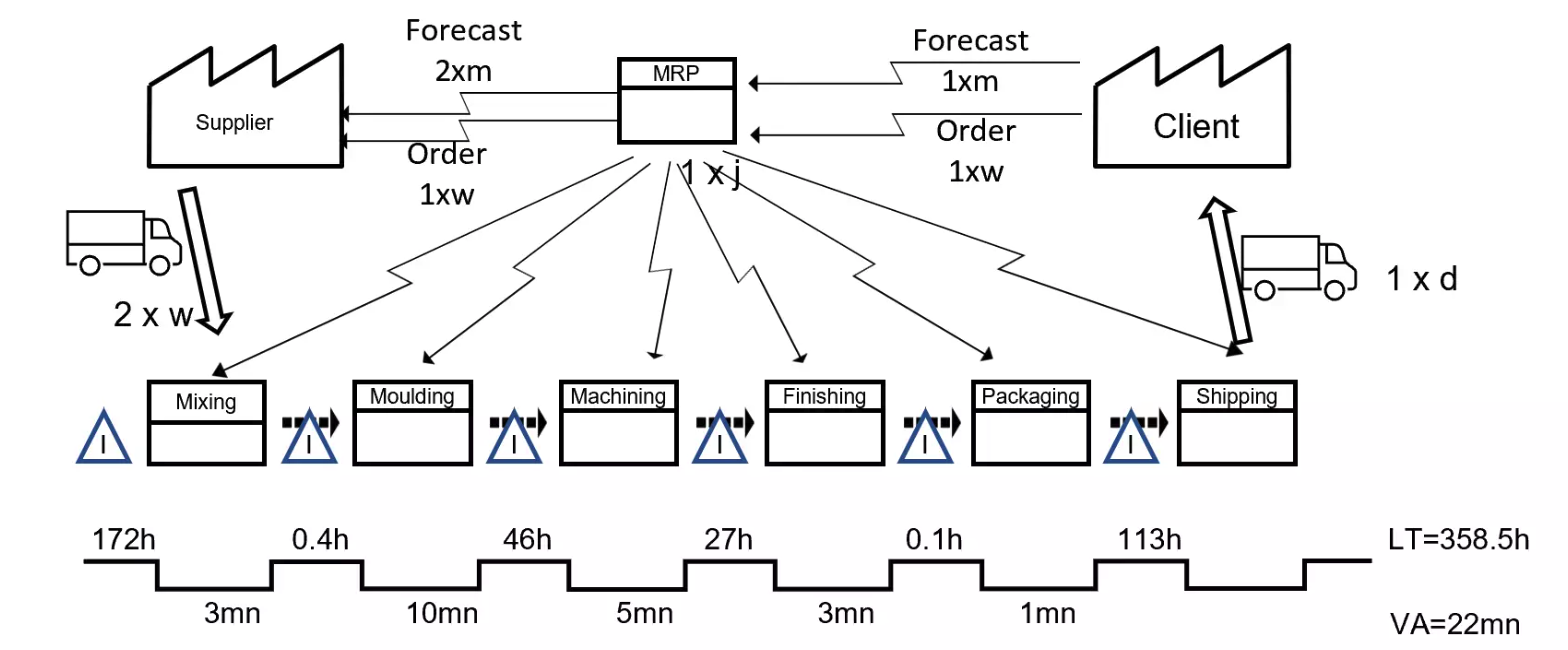 Forecast
2xm
Order
1xw
MRP
Forecast
1xm
Order
1xw
Supplier
Client
1 x j
2 x w
1 x d
Mixing
Moulding
Machining
Finishing
Packaging
Shipping
I
I
I
I
I
I
172h
0.4h
46h
27h
0.1h
113h
LT=358.5h
3mn
10mn
5mn
3mn
1mn
VA=22mn